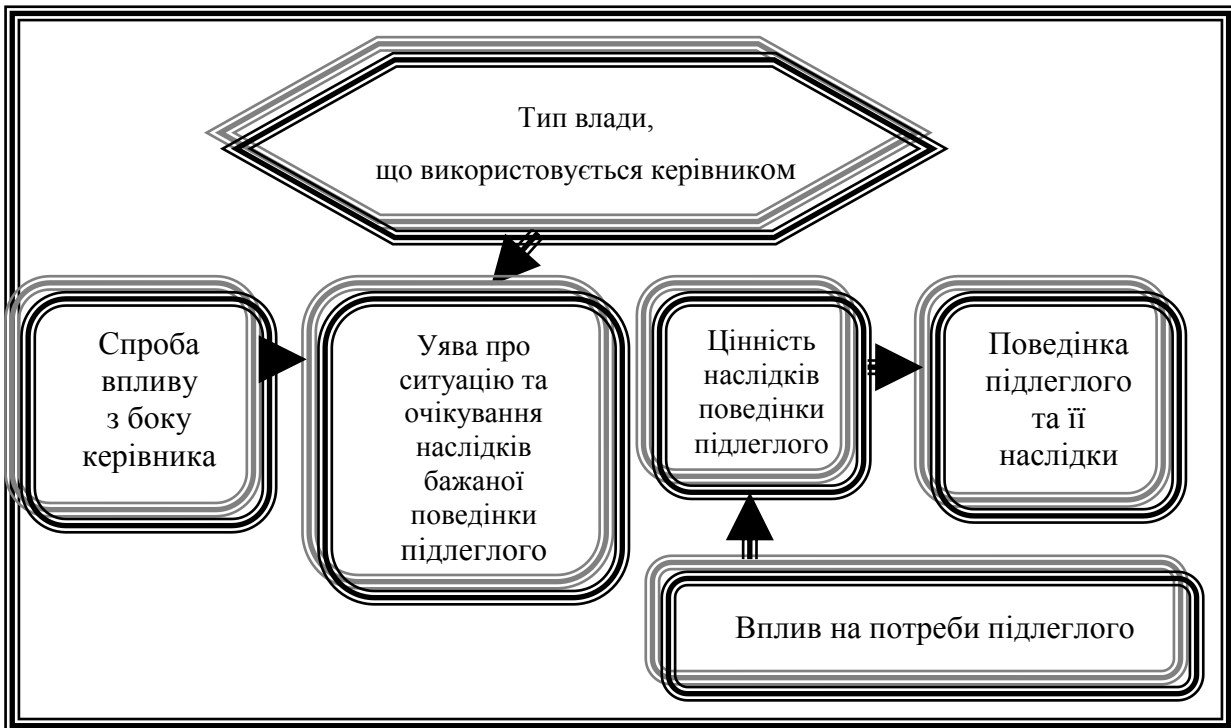 Тип влади,
що використовується керівником
Спроба
впливу
з боку
керівника
Уява про
ситуацію та
очікування
наслідків
бажаної
поведінки
підлеглого
Цінність
наслідків
поведінки
підлеглого
Поведінка
підлеглого
та її
наслідки
Вплив на потреби підлеглого